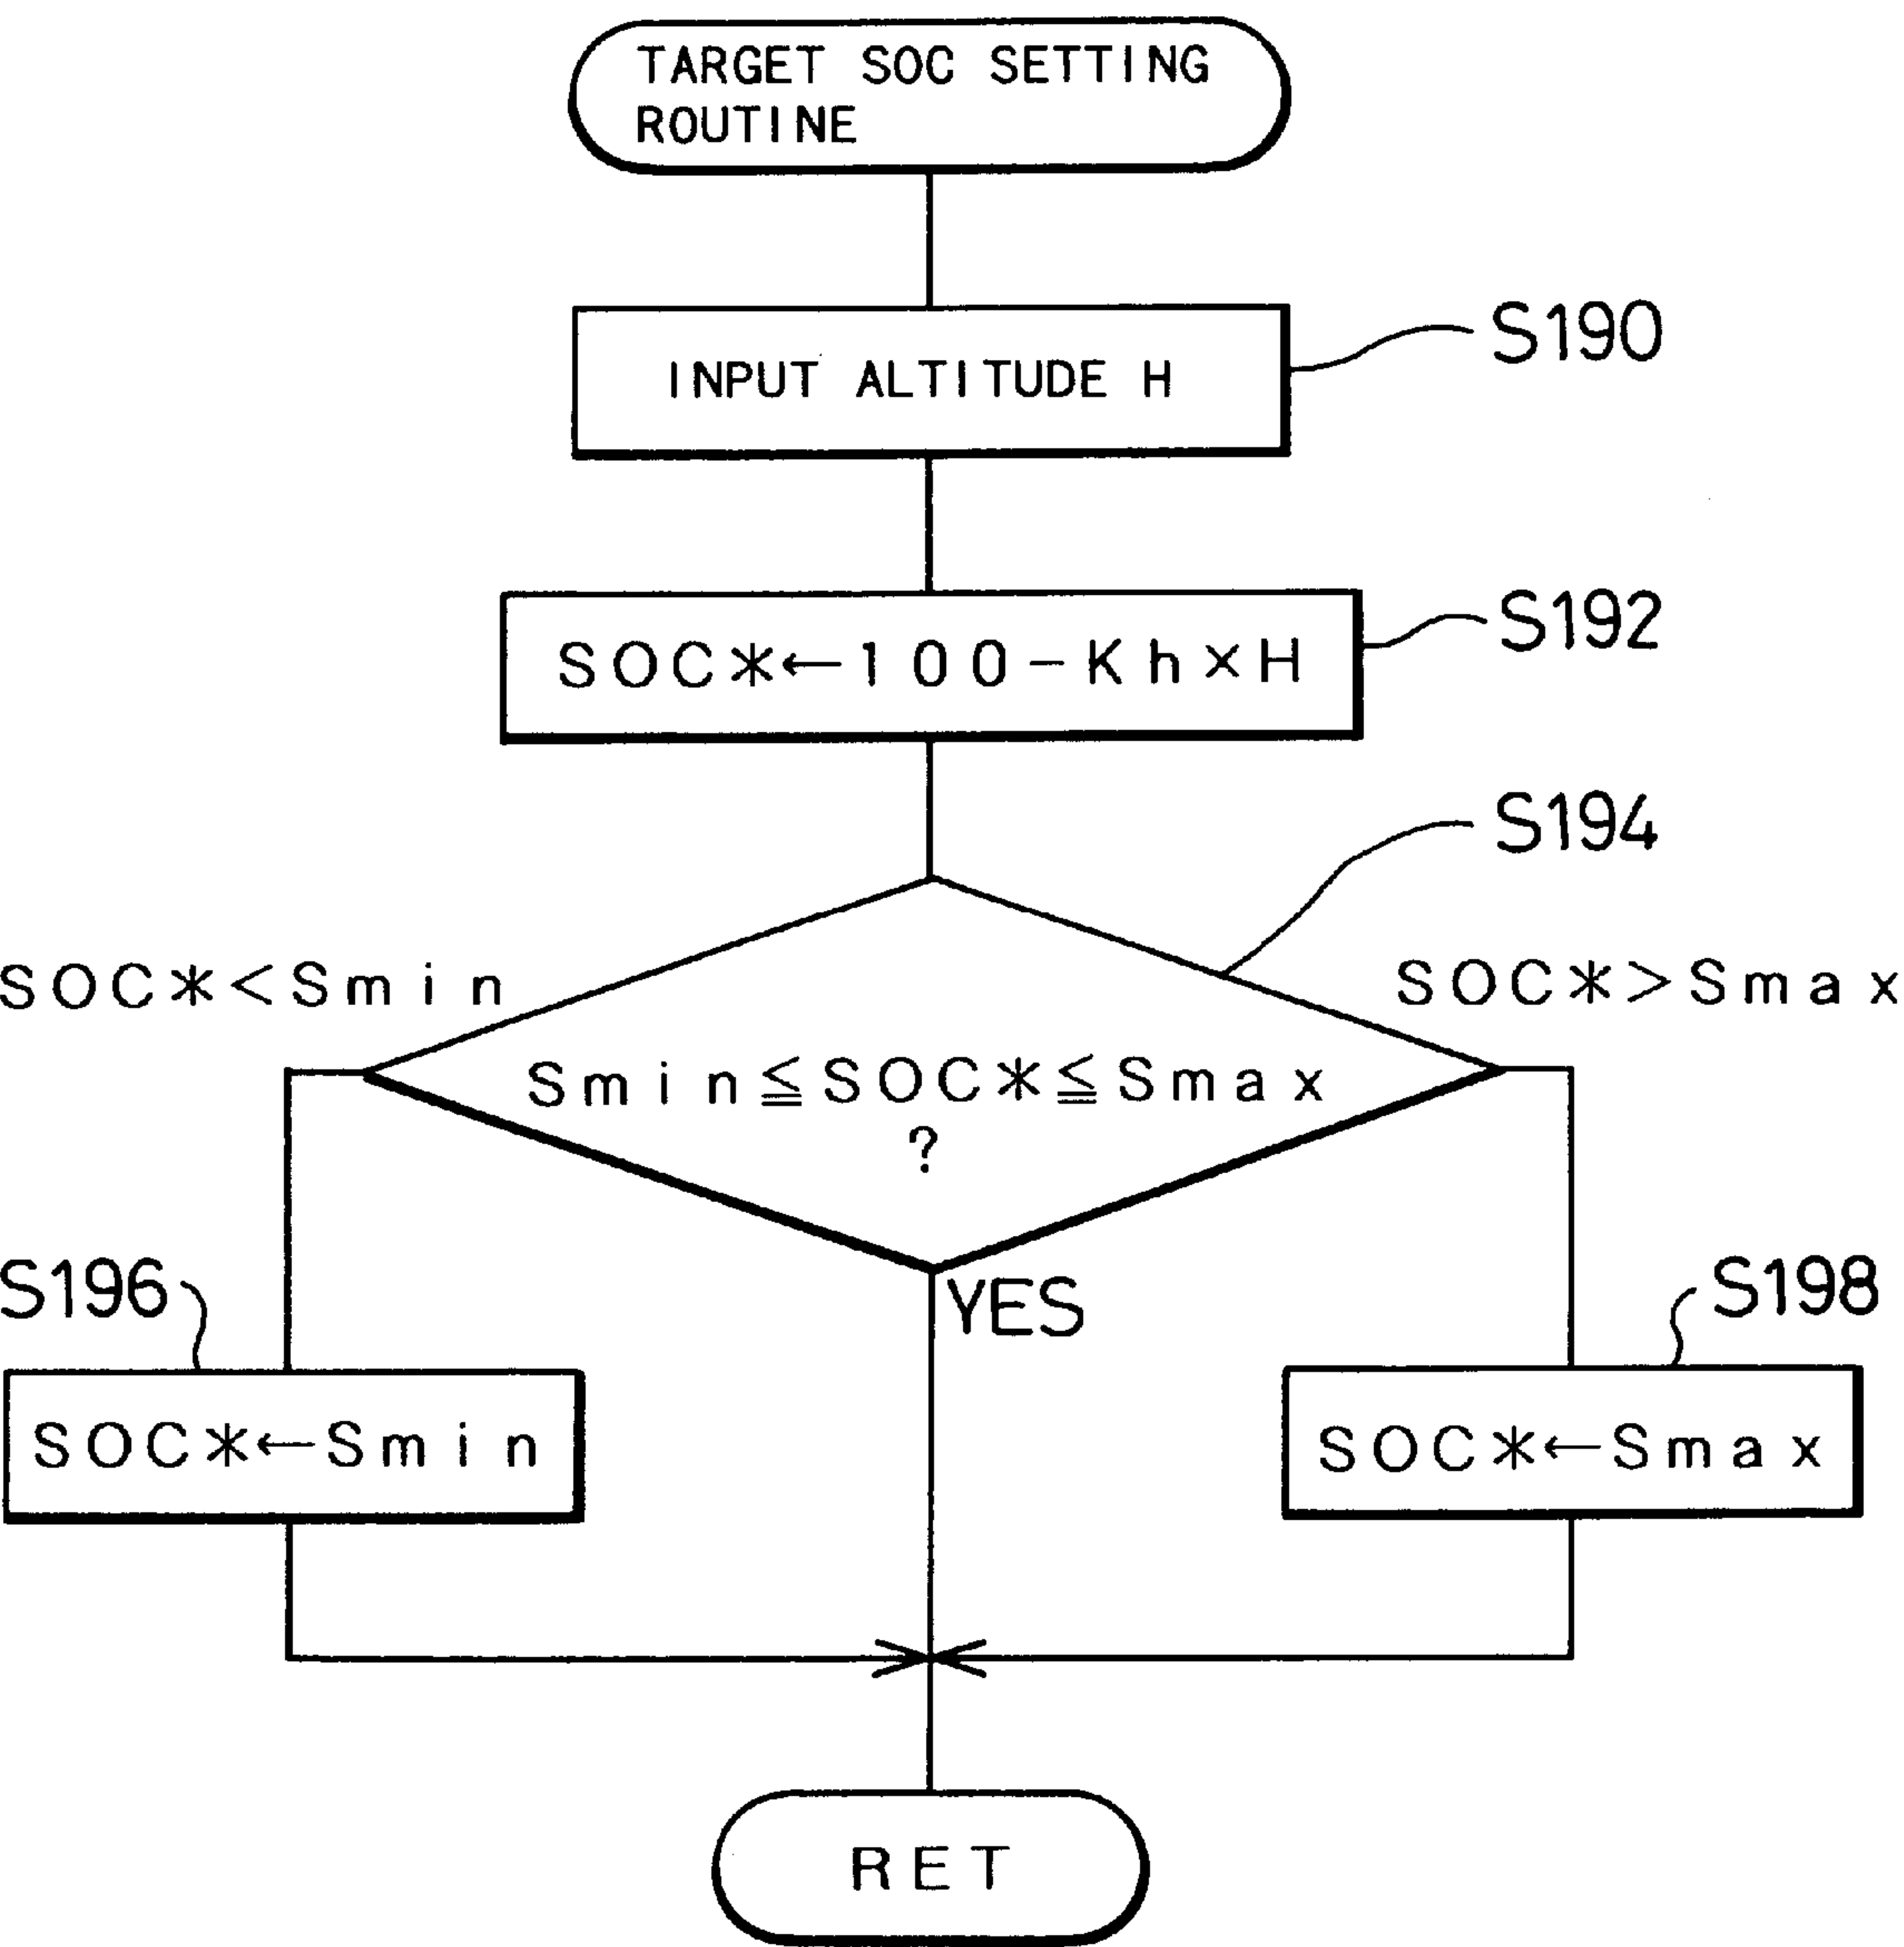 TARGET SOC SETTING
ROUTINE
INPUT ALTITUDE H
S190
SOC*←100-Kh×H
S192
S194
SOC*<Smin
SOC*>Smax
Smin≦SOC*≦Smax
?
YES
S196
S198
SOC*←Smin
SOC*←Smax
RET